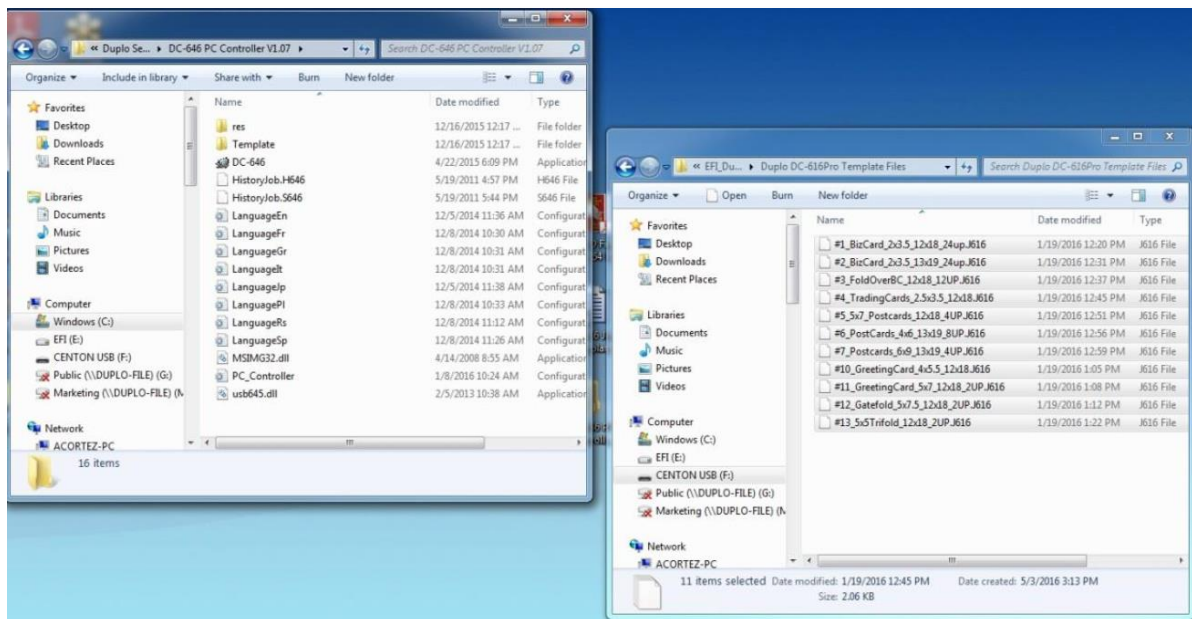 « Duplo Se... ▸ DC-646 PC Controller V1.07 ▸
Search DC-646 PC Controller V1.07
Organize Include in library Share with Burn New folder
Favorites
Desktop
Downloads
Recent Places
Libraries
Documents
Music
Pictures
Videos
Computer
Windows (C:)
EFI (E:)
CENTON USB (F:)
Public (\\DUPLO-FILE) (G:)
Marketing (\\DUPLO-FILE) (M
Network
ACORTEZ-PC
Name Date modified Type
res 12/16/2015 12:17 ... File folder
Template 12/16/2015 12:17 ... File folder
DC-646 4/22/2015 6:09 PM Application
HistoryJob.H646 5/19/2011 4:57 PM H646 File
HistoryJob.S646 5/19/2011 5:44 PM S646 File
LanguageEn 12/5/2014 11:36 AM Configurat
LanguageFr 12/8/2014 10:30 AM Configurat
LanguageGr 12/8/2014 10:31 AM Configurat
LanguageIt 12/8/2014 10:31 AM Configurat
LanguageJp 12/5/2014 11:38 AM Configurat
LanguagePl 12/8/2014 10:33 AM Configurat
LanguageRs 12/8/2014 11:12 AM Configurat
LanguageSp 12/8/2014 11:26 AM Configurat
MSIMG32.dll 4/14/2008 8:55 AM Application
PC_Controller 1/8/2016 10:24 AM Configurat
usb645.dll 2/5/2013 10:38 AM Application
16 items
« EFI_Du... ▸ Duplo DC-616Pro Template Files
Search Duplo DC-616Pro Template Files
Organize Open Burn New folder
Favorites
Desktop
Downloads
Recent Places
Libraries
Documents
Music
Pictures
Videos
Computer
Windows (C:)
EFI (E:)
CENTON USB (F:)
Public (\\DUPLO-FILE) (G:)
Marketing (\\DUPLO-FILE) (M
Network
ACORTEZ-PC
Name Date modified Type
#1_BizCard_2x3.5_12x18_24up.J616 1/19/2016 12:20 PM J616 File
#2_BizCard_2x3.5_13x19_24up.J616 1/19/2016 12:31 PM J616 File
#3_FoldOverBC_12x18_12UP.J616 1/19/2016 12:37 PM J616 File
#4_TradingCards_2.5x3.5_12x18.J616 1/19/2016 12:45 PM J616 File
#5_5x7_Postcards_12x18_4UP.J616 1/19/2016 12:51 PM J616 File
#6_PostCards_4x6_13x19_8UP.J616 1/19/2016 12:56 PM J616 File
#7_Postcards_6x9_13x19_4UP.J616 1/19/2016 12:59 PM J616 File
#10_GreetingCard_4x5.5_12x18.J616 1/19/2016 1:05 PM J616 File
#11_GreetingCard_5x7_12x18_2UP.J616 1/19/2016 1:08 PM J616 File
#12_Gatefold_5x7.5_12x18_2UP.J616 1/19/2016 1:12 PM J616 File
#13_5x5Trifold_12x18_2UP.J616 1/19/2016 1:22 PM J616 File
11 items selected Date modified: 1/19/2016 12:45 PM Date created: 5/3/2016 3:13 PM
Size: 2.06 KB